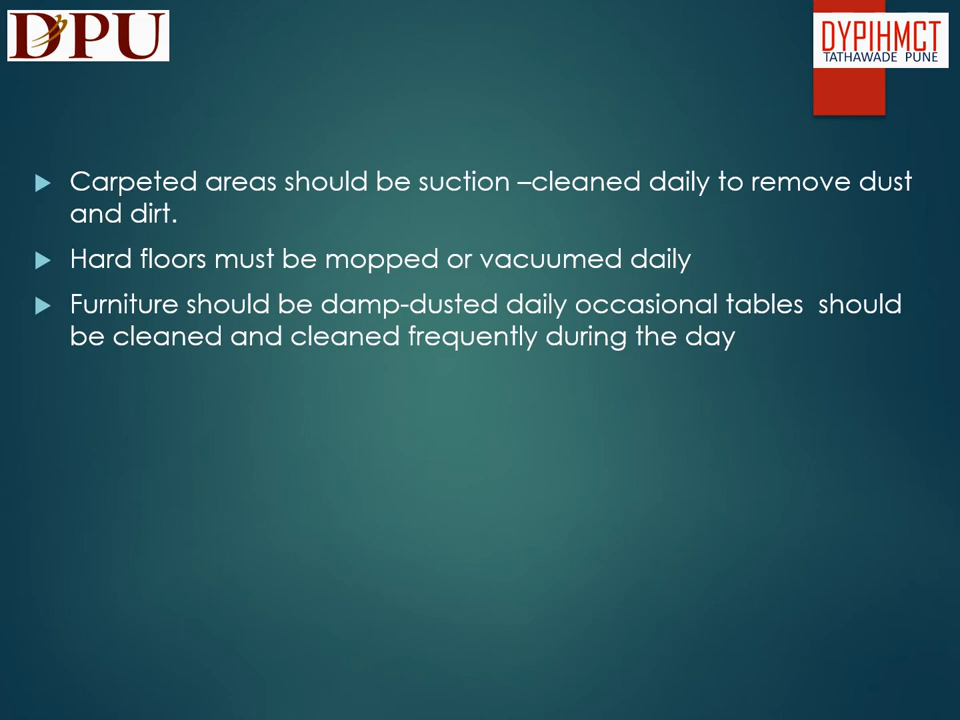 DPU
DYPIHMCT
TATHAWADE PUNE
Carpeted areas should be suction –cleaned daily to remove dust
and dirt.
Hard floors must be mopped or vacuumed daily
Furniture should be damp-dusted daily occasional tables  should
be cleaned and cleaned frequently during the day